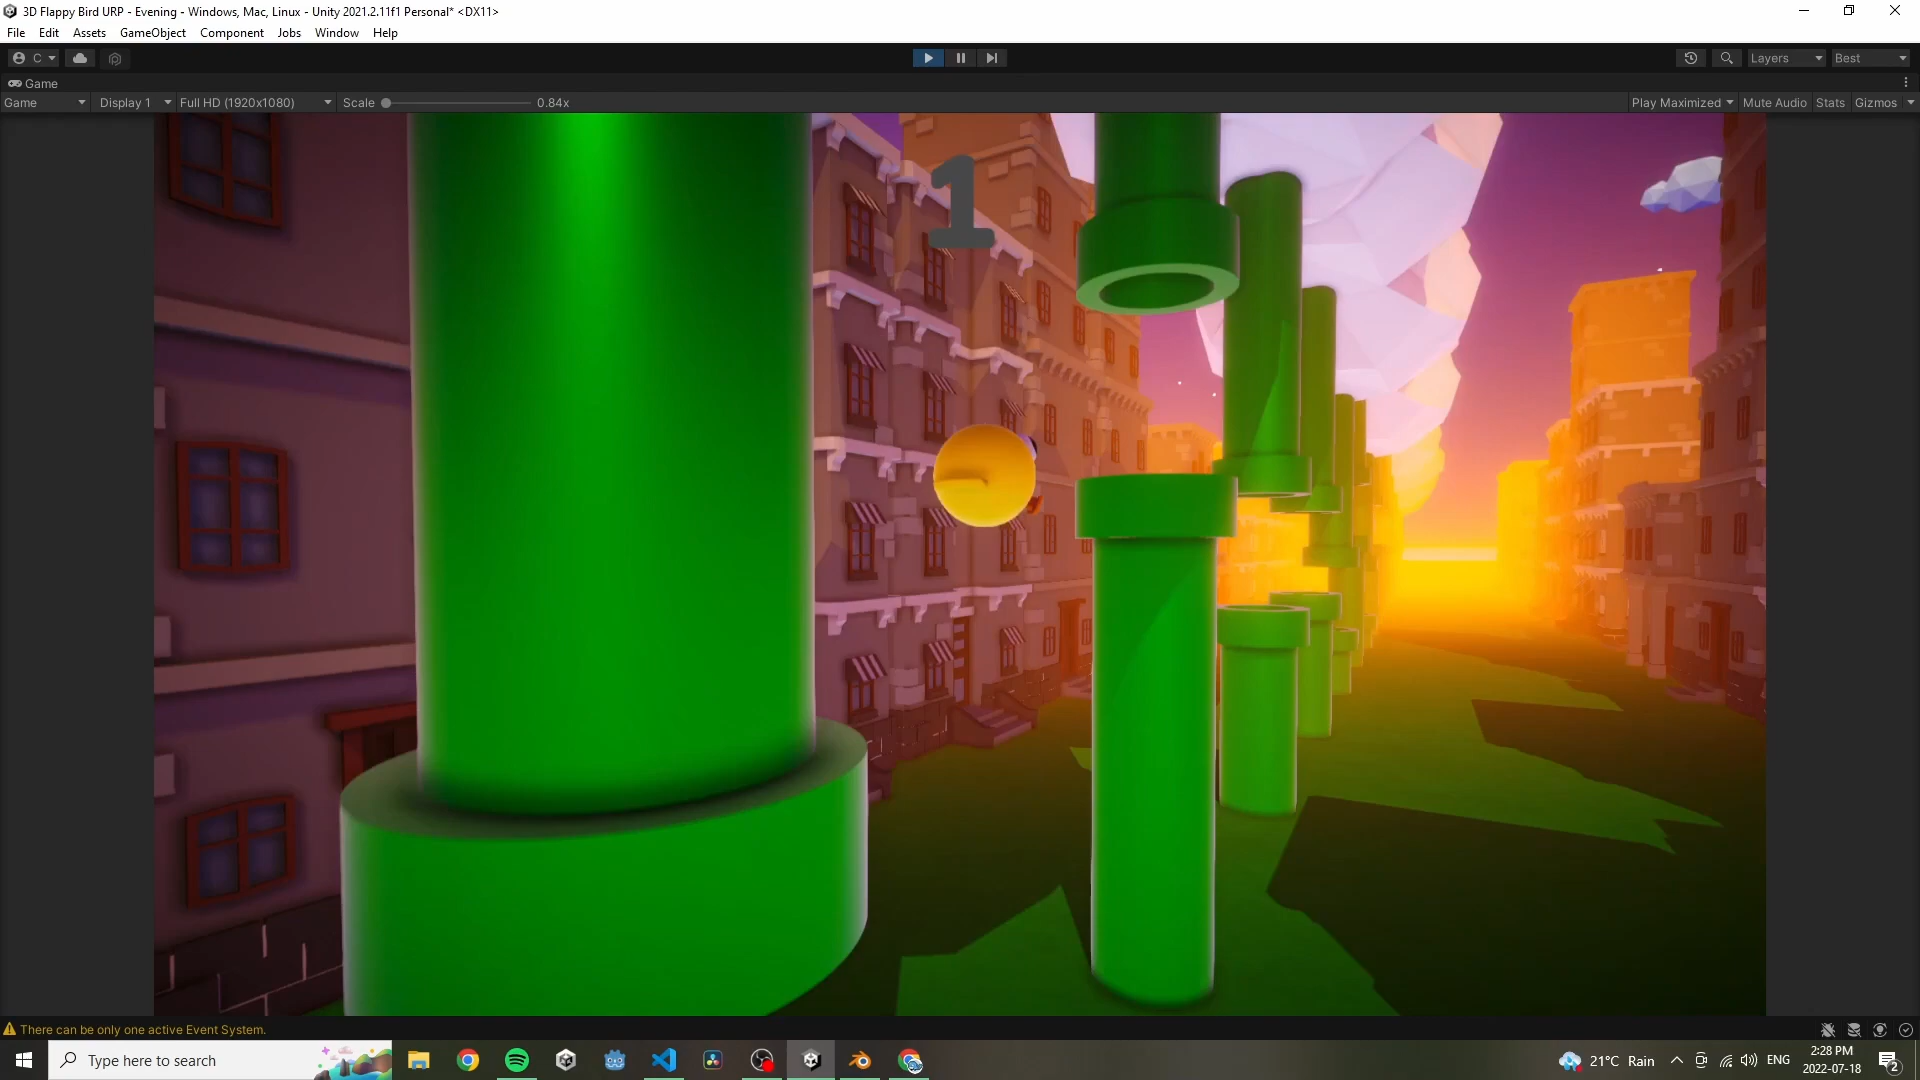 3D Flappy Bird URP - Evening - Windows, Mac, Linux - Unity 2021.2.11f1 Personal* <DX11>
File Edit Assets GameObject Component Jobs Window Help
C Layers Best
Game
Game Display 1 Full HD (1920x1080) Scale 0.84x Play Maximized Mute Audio Stats Gizmos
1
There can be only one active Event System.
Type here to search 21°C Rain ENG 2:28 PM
2022-07-18 2